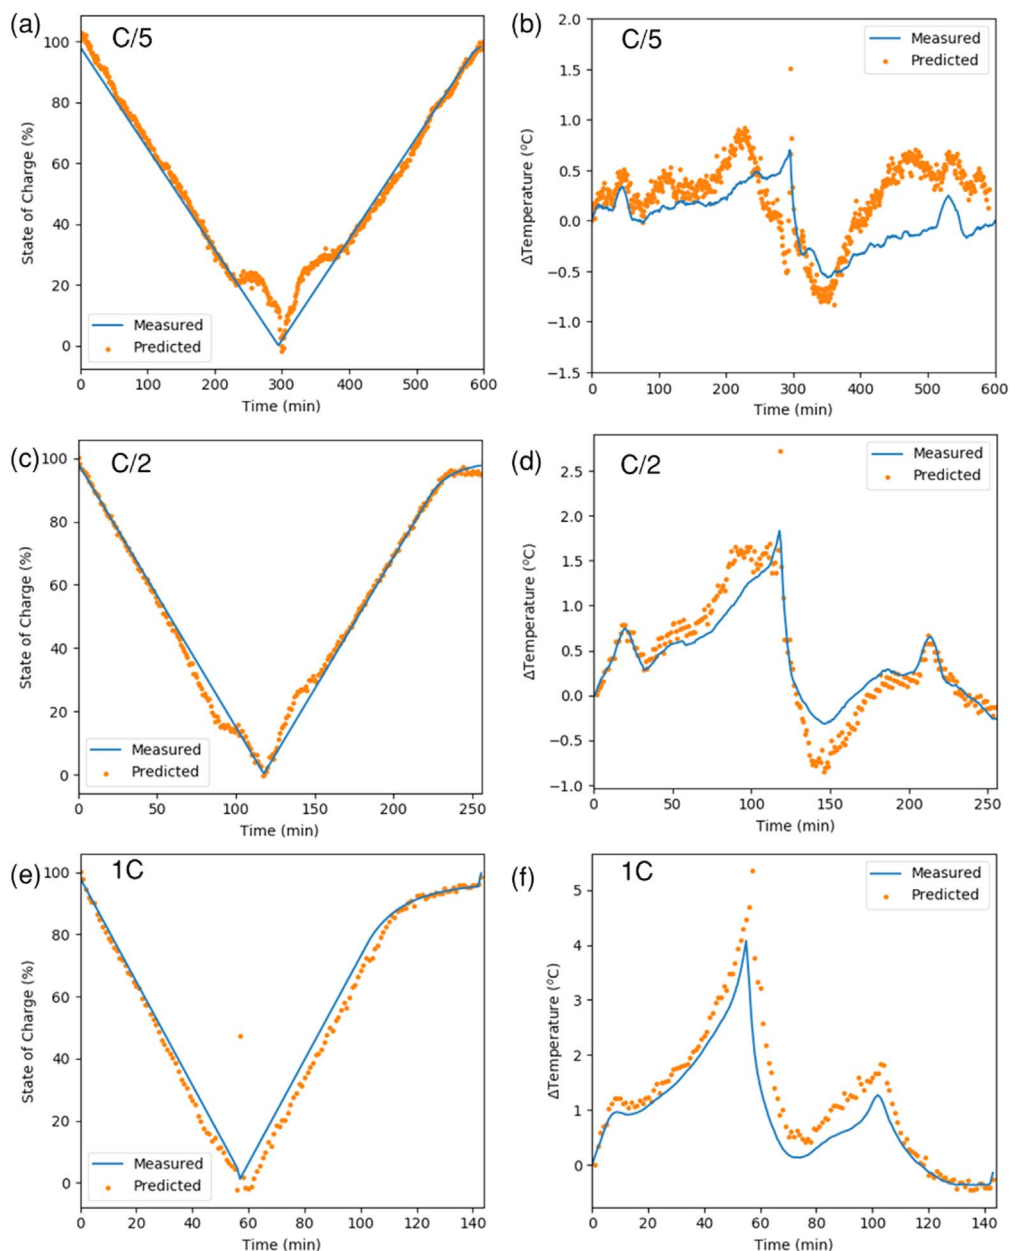 (a)
C/5
State of Charge (%)
100
80
60
40
20
0
Measured
Predicted
0 100 200 300 400 500 600
Time (min)
(b)
C/5
ΔTemperature (°C)
2.0
1.5
1.0
0.5
0.0
−0.5
−1.0
−1.5
Measured
Predicted
0 100 200 300 400 500 600
Time (min)
(c)
C/2
State of Charge (%)
100
80
60
40
20
0
Measured
Predicted
0 50 100 150 200 250
Time (min)
(d)
C/2
ΔTemperature (°C)
2.5
2.0
1.5
1.0
0.5
0.0
−0.5
−1.0
Measured
Predicted
0 50 100 150 200 250
Time (min)
(e)
1C
State of Charge (%)
100
80
60
40
20
0
Measured
Predicted
0 20 40 60 80 100 120 140
Time (min)
(f)
1C
ΔTemperature (°C)
5
4
3
2
1
0
Measured
Predicted
0 20 40 60 80 100 120 140
Time (min)